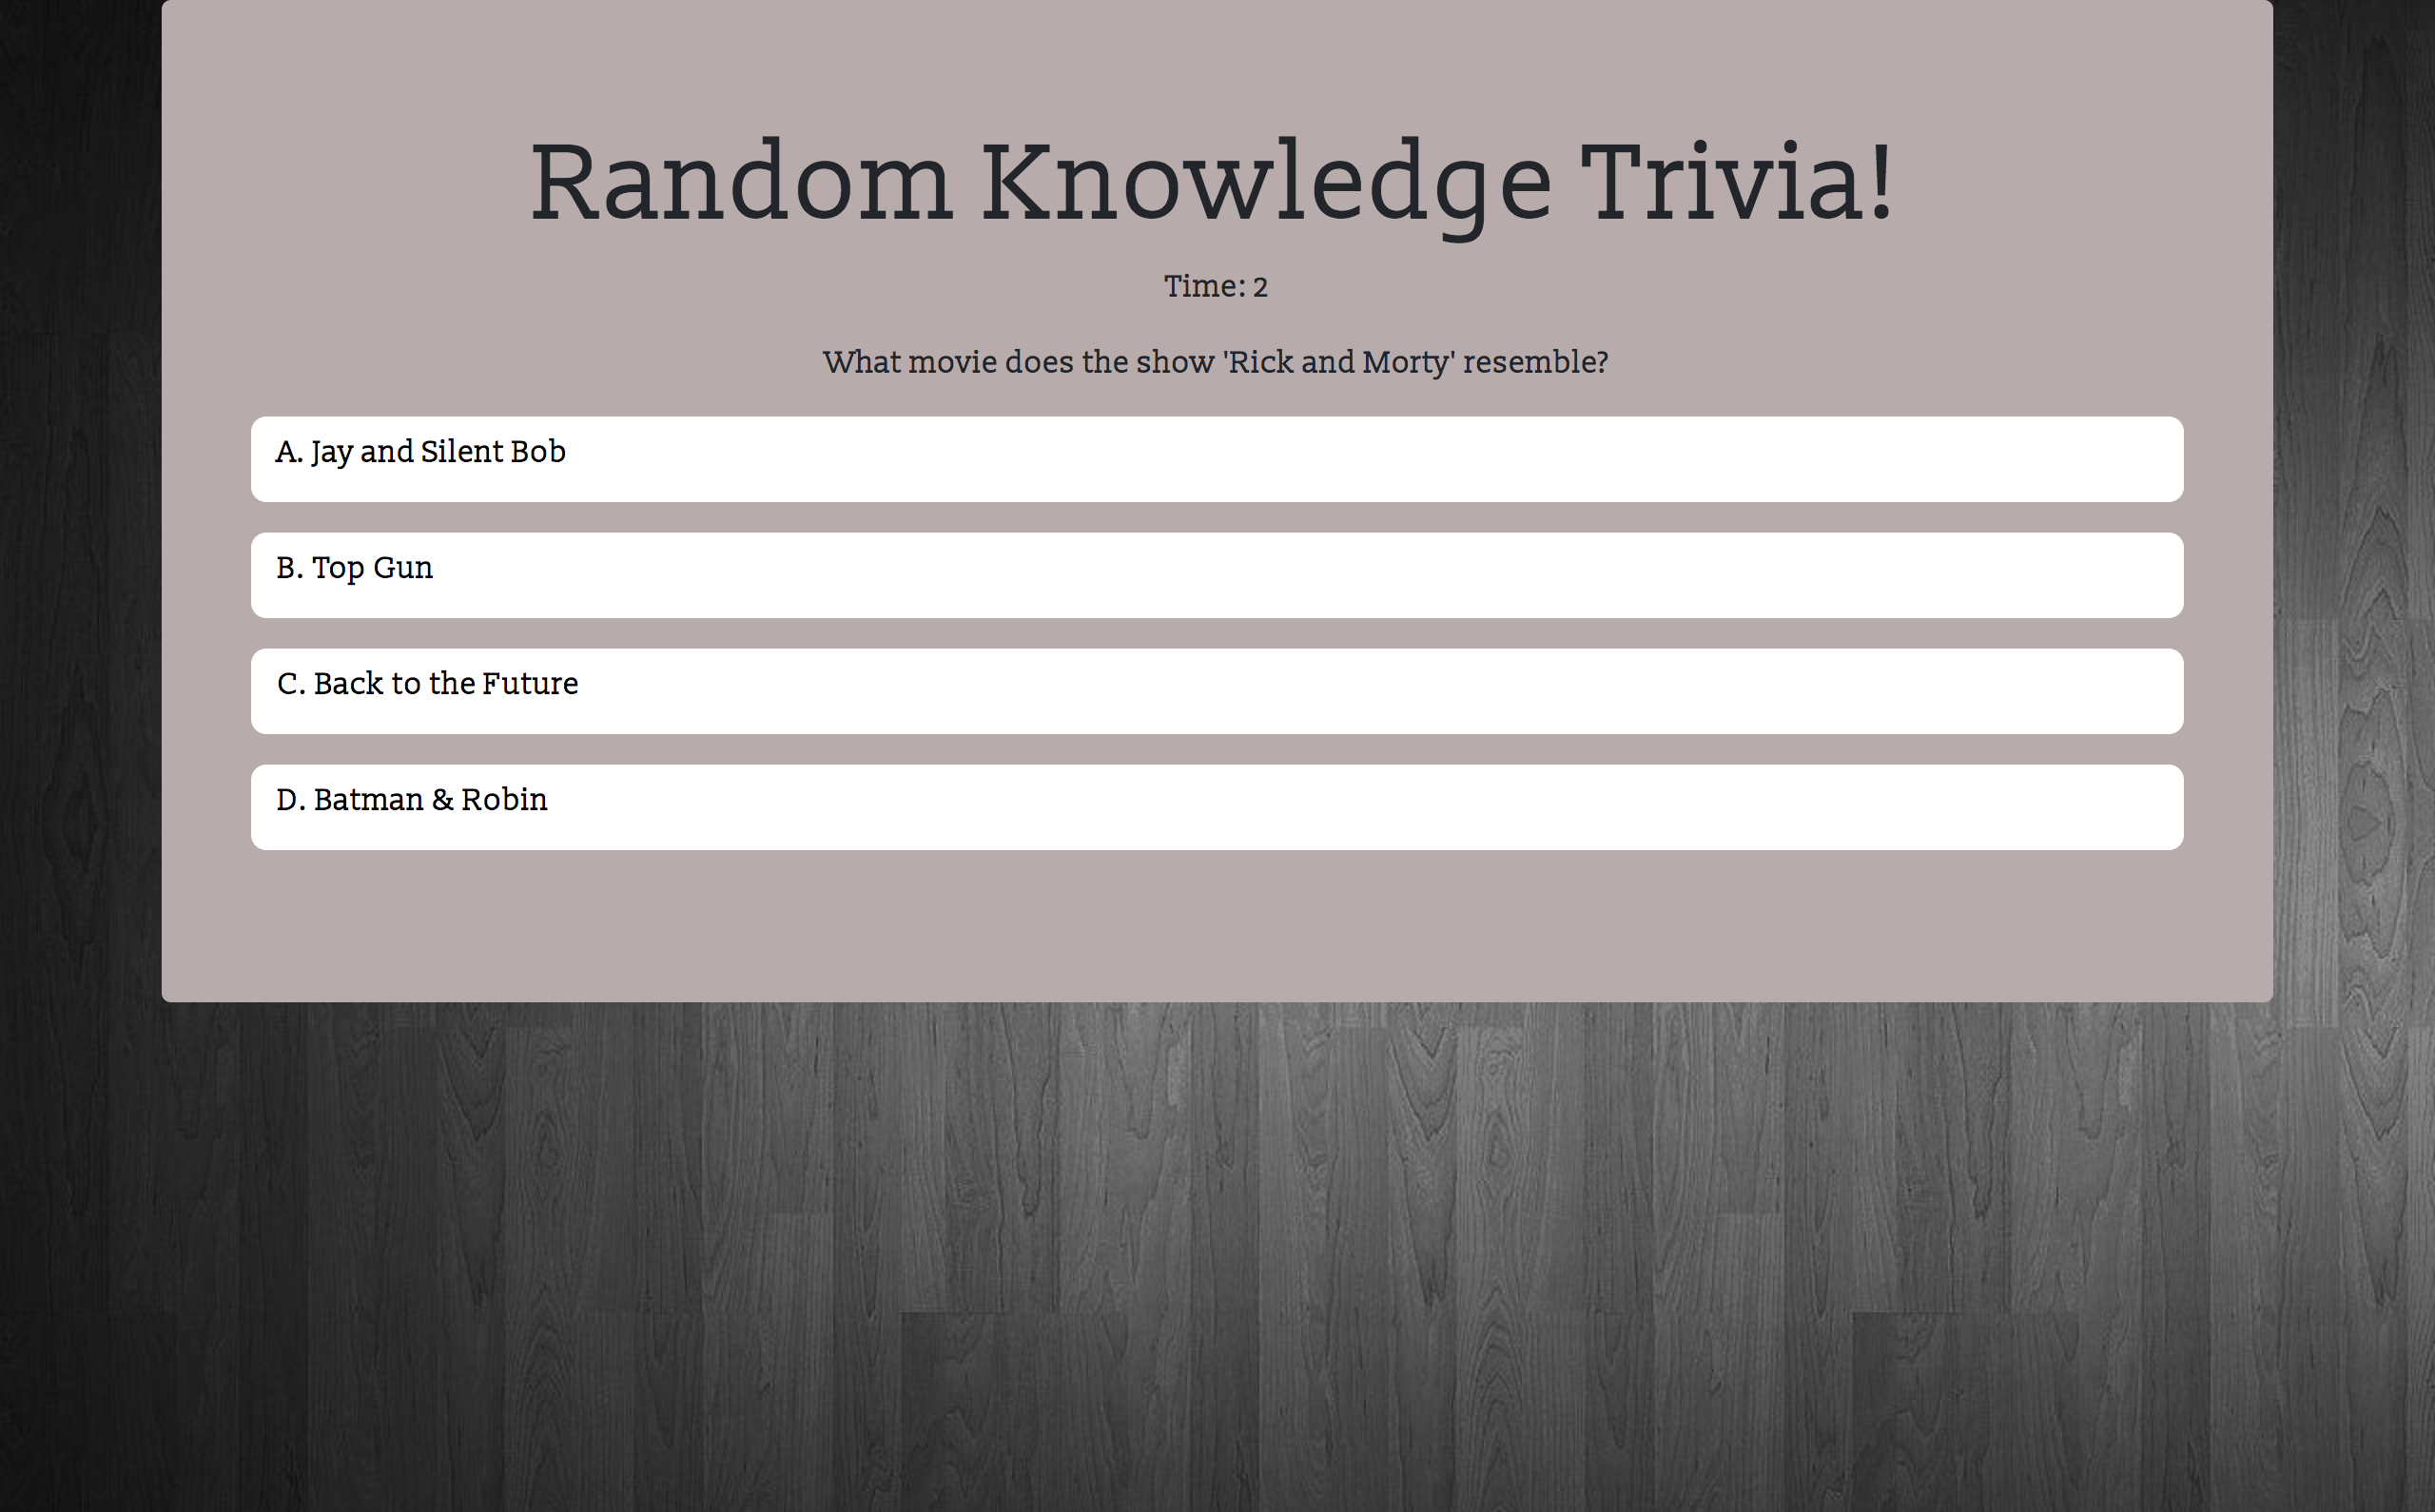 Random Knowledge Trivia!
Time: 2
What movie does the show 'Rick and Morty' resemble?
A. Jay and Silent Bob
B. Top Gun
C. Back to the Future
D. Batman & Robin